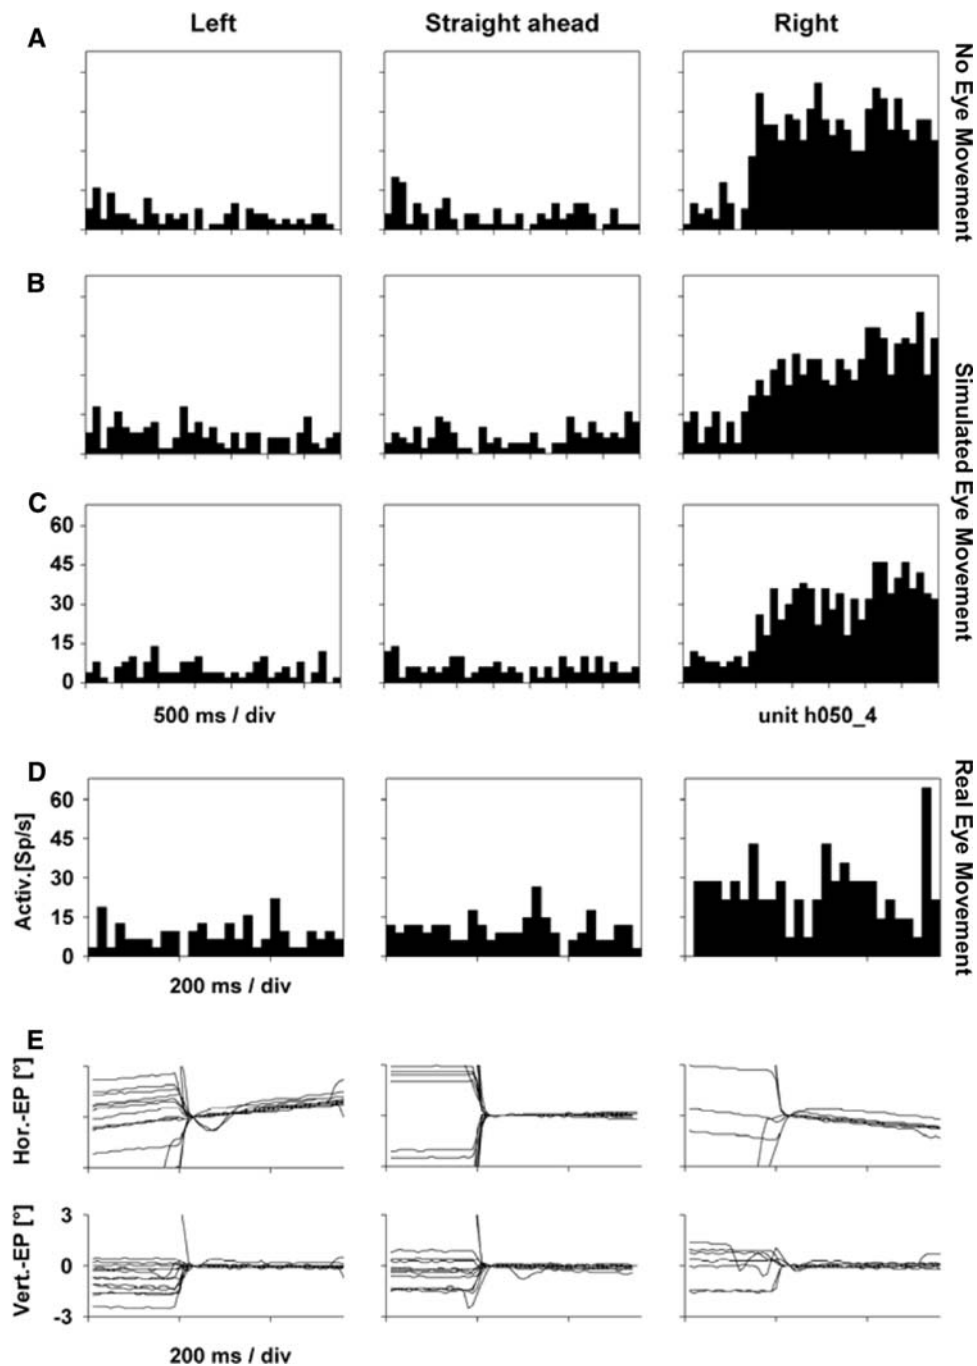 Left
Straight ahead
Right
A
No Eye Movement
B
Simulated Eye Movement
C
60
45
30
15
0
500 ms / div
unit h050_4
D
Real Eye Movement
60
45
30
15
0
Activ.[Sp/s]
200 ms / div
E
Hor.-EP [°]
Vert.-EP [°]
3
0
-3
200 ms / div